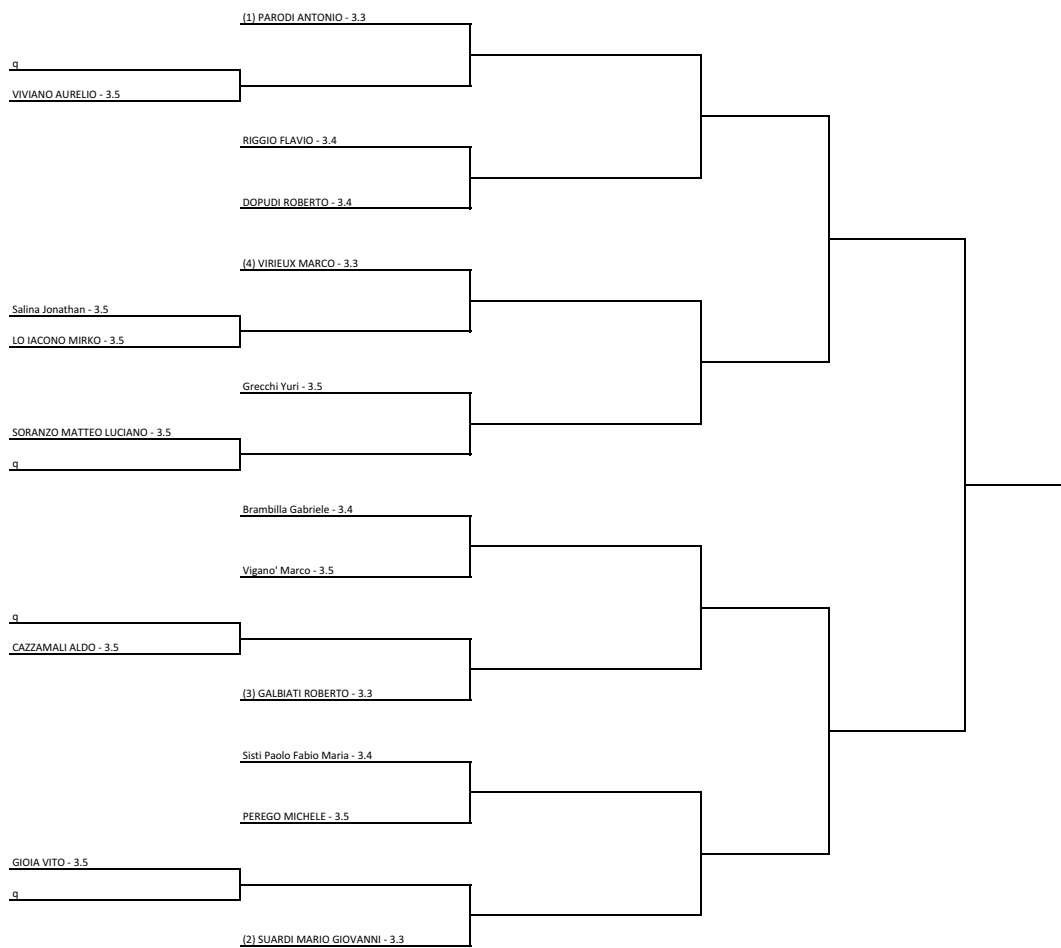 (1) PARODI ANTONIO - 3.3
q
VIVIANO AURELIO - 3.5
RIGGIO FLAVIO - 3.4
DOPUDI ROBERTO - 3.4
(4) VIRIEUX MARCO - 3.3
Salina Jonathan - 3.5
LO IACONO MIRKO - 3.5
Grecchi Yuri - 3.5
SORANZO MATTEO LUCIANO - 3.5
q
Brambilla Gabriele - 3.4
Vigano' Marco - 3.5
q
CAZZAMALI ALDO - 3.5
(3) GALBIATI ROBERTO - 3.3
Sisti Paolo Fabio Maria - 3.4
PEREGO MICHELE - 3.5
GIOIA VITO - 3.5
q
(2) SUARDI MARIO GIOVANNI - 3.3